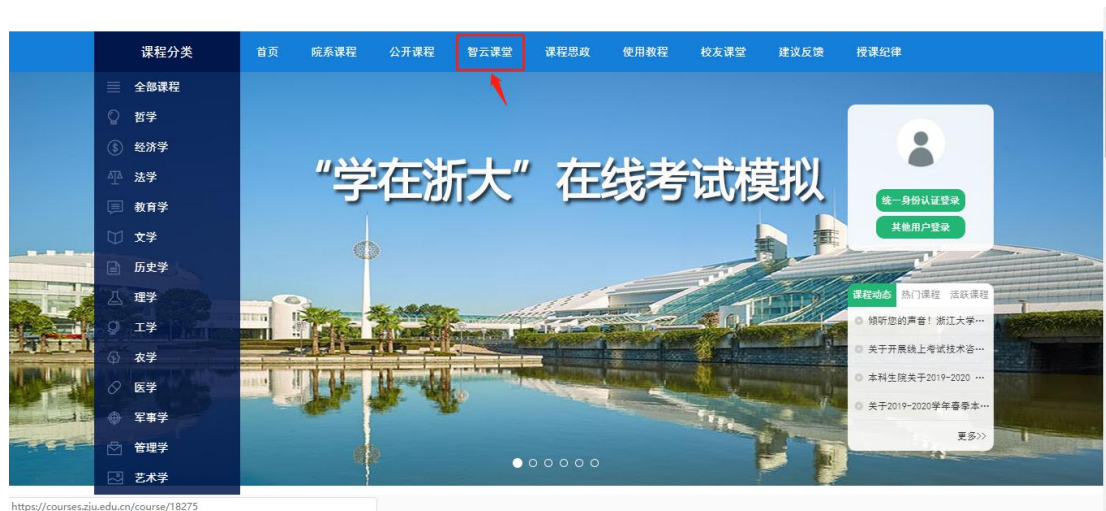 课程分类 首页 院系课程 公开课程 智云课堂 课程思政 使用教程 校友课堂 建议反馈 授课纪律
全部课程
哲学
经济学
法学
教育学
文学
历史学
理学
工学
农学
医学
军事学
管理学
艺术学
“学在浙大”在线考试模拟
统一身份认证登录
其他用户登录
课程动态 热门课程 活跃课程
倾听您的声音！浙江大学…
关于开展线上考试技术咨…
本科生院关于2019-2020 …
关于2019-2020学年春季本…
更多>>
https://courses.zju.edu.cn/course/18275